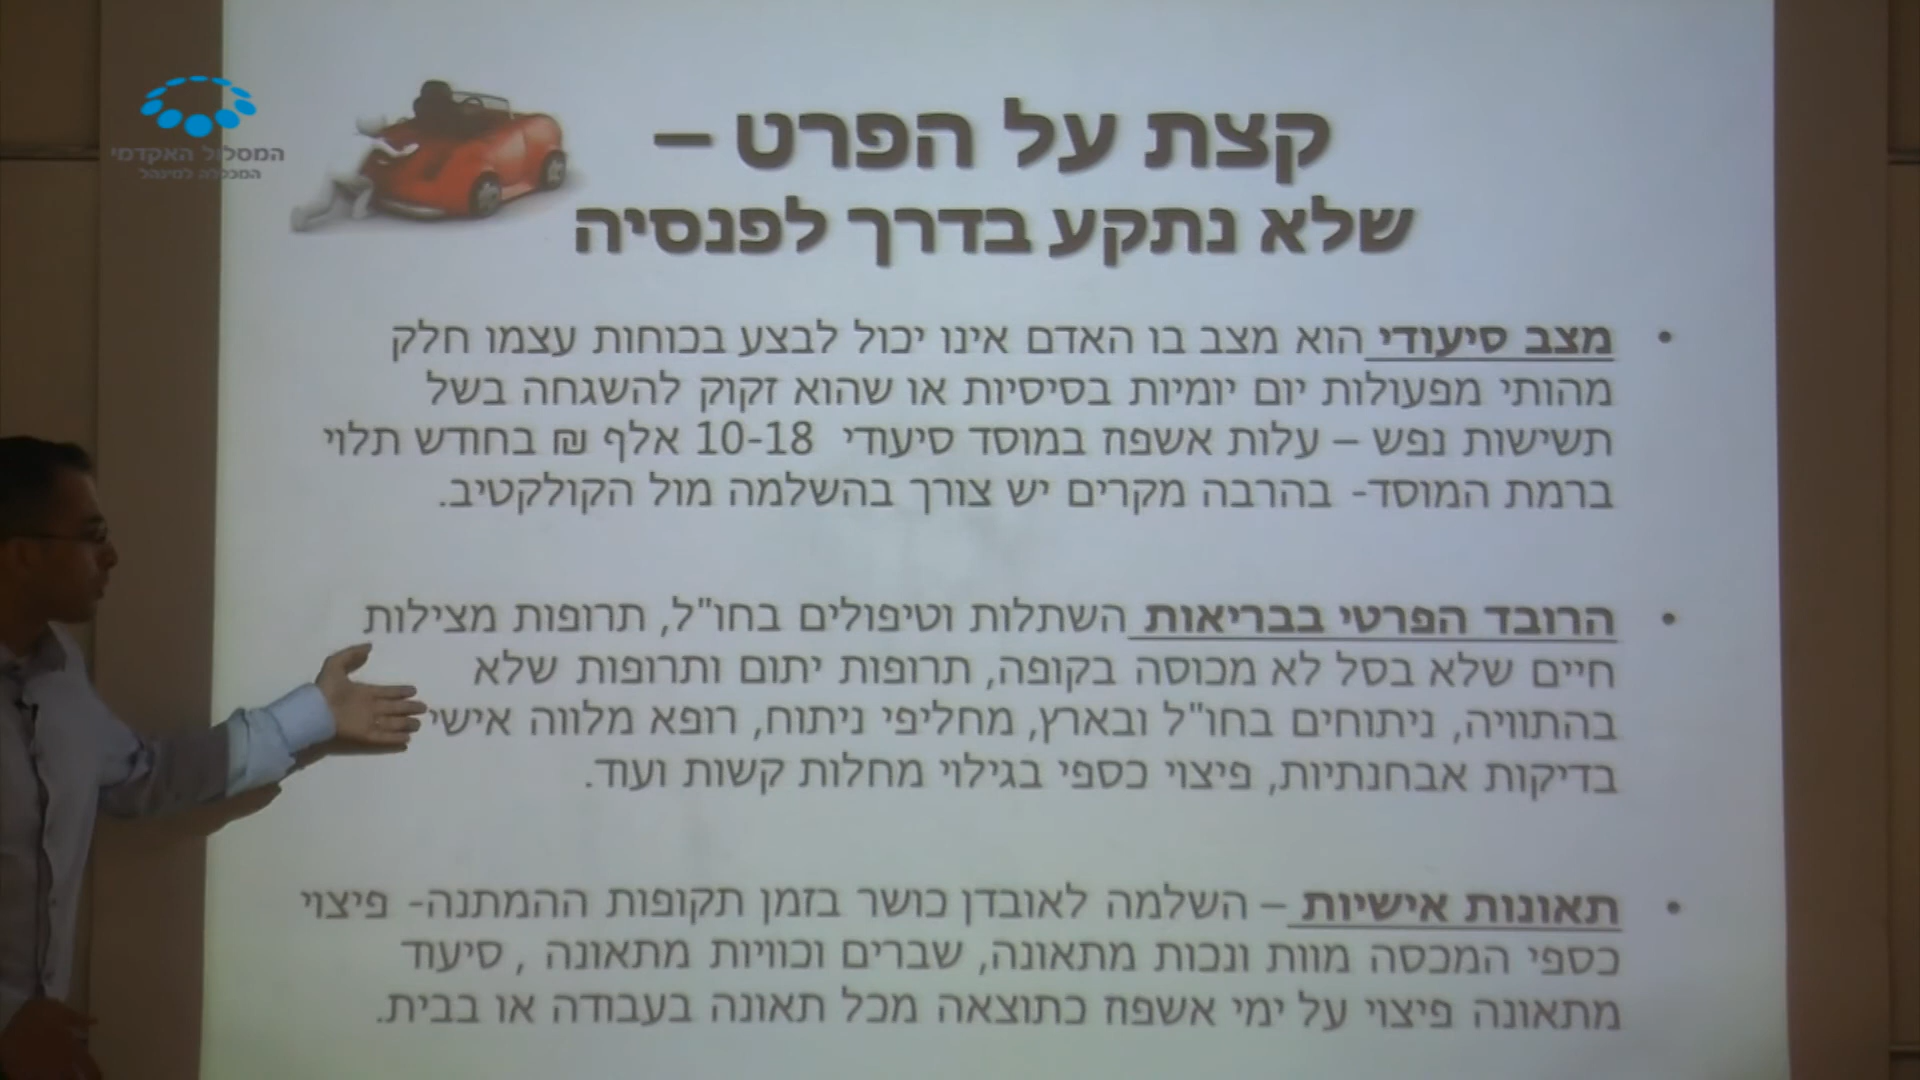 המסלול האקדמי
המכללה למינהל
קצת על הפרט –
שלא נתקע בדרך לפנסיה
• מצב סיעודי הוא מצב בו האדם אינו יכול לבצע בכוחות עצמו חלק
מהותי מפעולות יום יומיות בסיסיות או שהוא זקוק להשגחה בשל
תשישות נפש – עלות אשפוז במוסד סיעודי 10-18 אלף ₪ בחודש תלוי
ברמת המוסד- בהרבה מקרים יש צורך בהשלמה מול הקולקטיב.
• הרובד הפרטי בבריאות השתלות וטיפולים בחו"ל, תרופות מצילות
חיים שלא בסל לא מכוסה בקופה, תרופות יתום ותרופות שלא
בהתוויה, ניתוחים בחו"ל ובארץ, מחליפי ניתוח, רופא מלווה אישי
בדיקות אבחנתיות, פיצוי כספי בגילוי מחלות קשות ועוד.
• תאונות אישיות – השלמה לאובדן כושר בזמן תקופות ההמתנה- פיצוי
כספי המכסה מוות ונכות מתאונה, שברים וכוויות מתאונה , סיעוד
מתאונה פיצוי על ימי אשפוז כתוצאה מכל תאונה בעבודה או בבית.